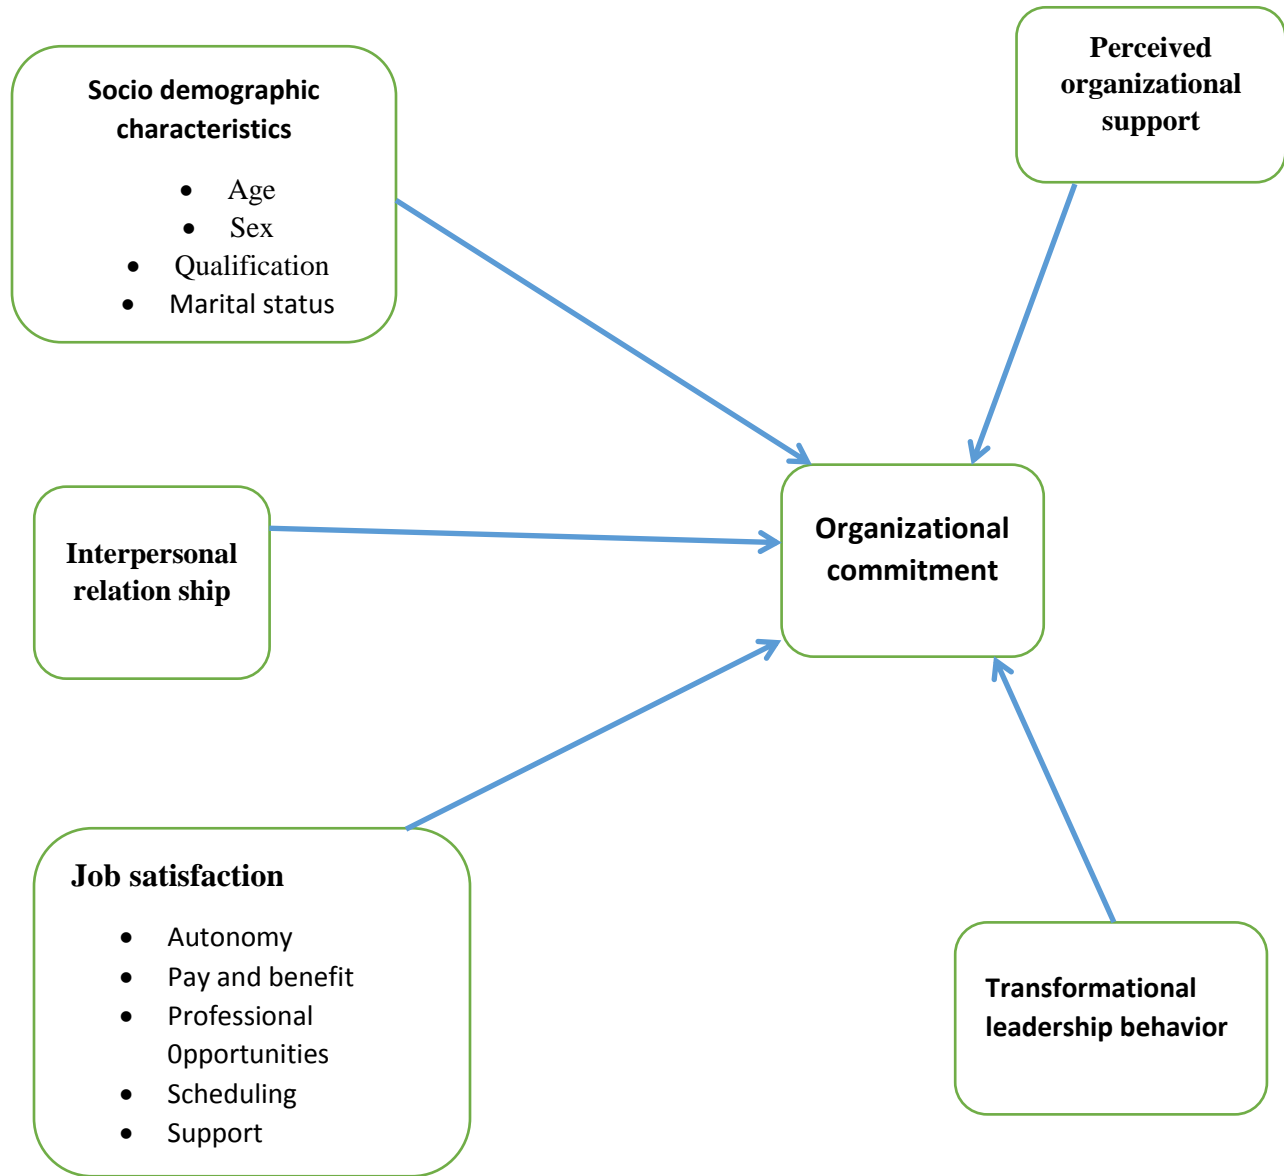 Socio demographic
characteristics
• Age
• Sex
• Qualification
• Marital status
Perceived
organizational
support
Interpersonal
relation ship
Organizational
commitment
Job satisfaction
• Autonomy
• Pay and benefit
• Professional
0pportunities
• Scheduling
• Support
Transformational
leadership behavior